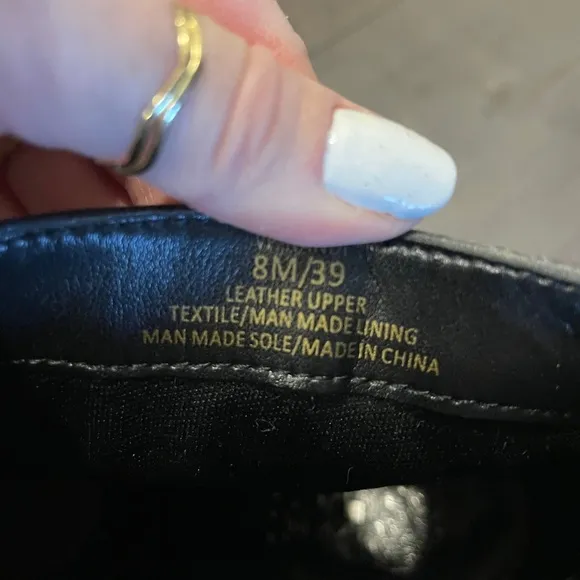 8M/39
LEATHER UPPER
TEXTILE/MAN MADE LINING
MAN MADE SOLE/MADE IN CHINA